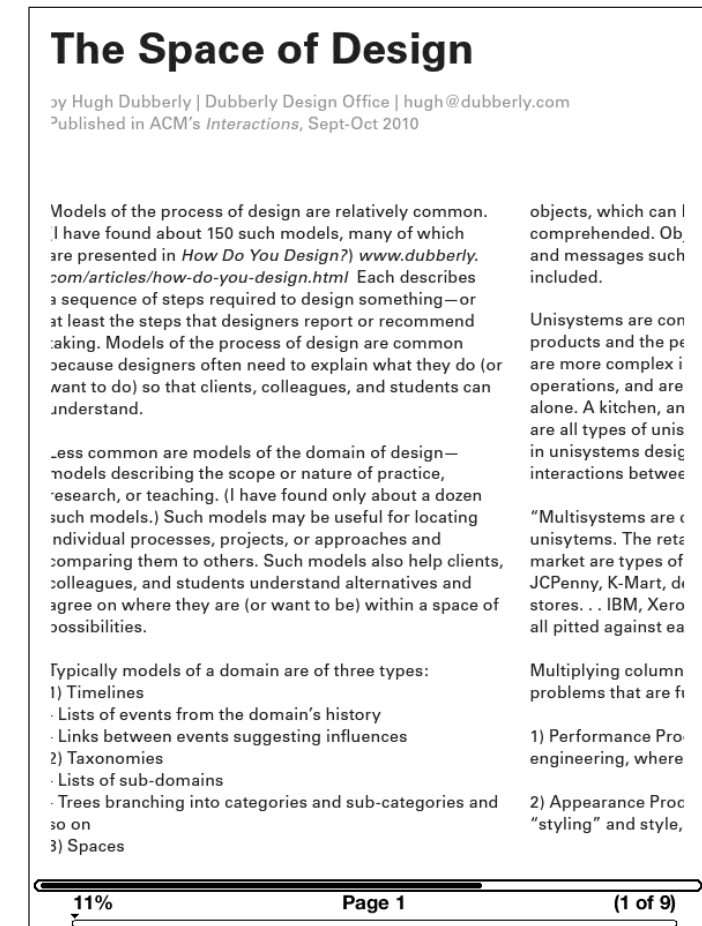 The Space of Design
by Hugh Dubberly | Dubberly Design Office | hugh@dubberly.com
Published in ACM's Interactions, Sept-Oct 2010
Models of the process of design are relatively common.
(I have found about 150 such models, many of which
are presented in How Do You Design?) www.dubberly.
com/articles/how-do-you-design.html Each describes
a sequence of steps required to design something—or
at least the steps that designers report or recommend
taking. Models of the process of design are common
because designers often need to explain what they do (or
want to do) so that clients, colleagues, and students can
understand.
Less common are models of the domain of design—
models describing the scope or nature of practice,
research, or teaching. (I have found only about a dozen
such models.) Such models may be useful for locating
individual processes, projects, or approaches and
comparing them to others. Such models also help clients,
colleagues, and students understand alternatives and
agree on where they are (or want to be) within a space of
possibilities.
Typically models of a domain are of three types:
1) Timelines
- Lists of events from the domain's history
- Links between events suggesting influences
2) Taxonomies
- Lists of sub-domains
- Trees branching into categories and sub-categories and
so on
3) Spaces
objects, which can
comprehended.
and messages such
included.
Unisystems are
products and the
are more complex
operations, and are
alone. A kitchen,
are all types of
in unisystems
interactions
"Multisystems are
unisytems. The
market are types of
JCPenny, K-Mart,
stores. . . IBM,
all pitted against
Multiplying
problems that are
1) Performance
engineering, where
2) Appearance
"styling" and style,
11% Page 1 (1 of 9)